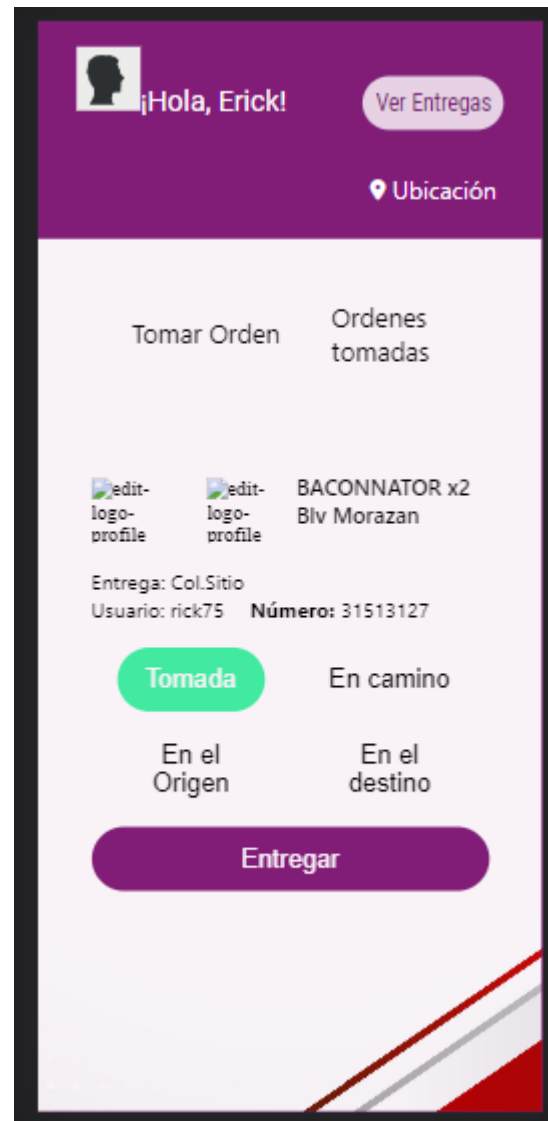 ¡Hola, Erick!
Ver Entregas
Ubicación
Tomar Orden
Ordenes
tomadas
edit-
logo-
profile
edit-
logo-
profile
BACONNATOR x2
Blv Morazan
Entrega: Col.Sitio
Usuario: rick75 Número: 31513127
Tomada
En camino
En el
Origen
En el
destino
Entregar